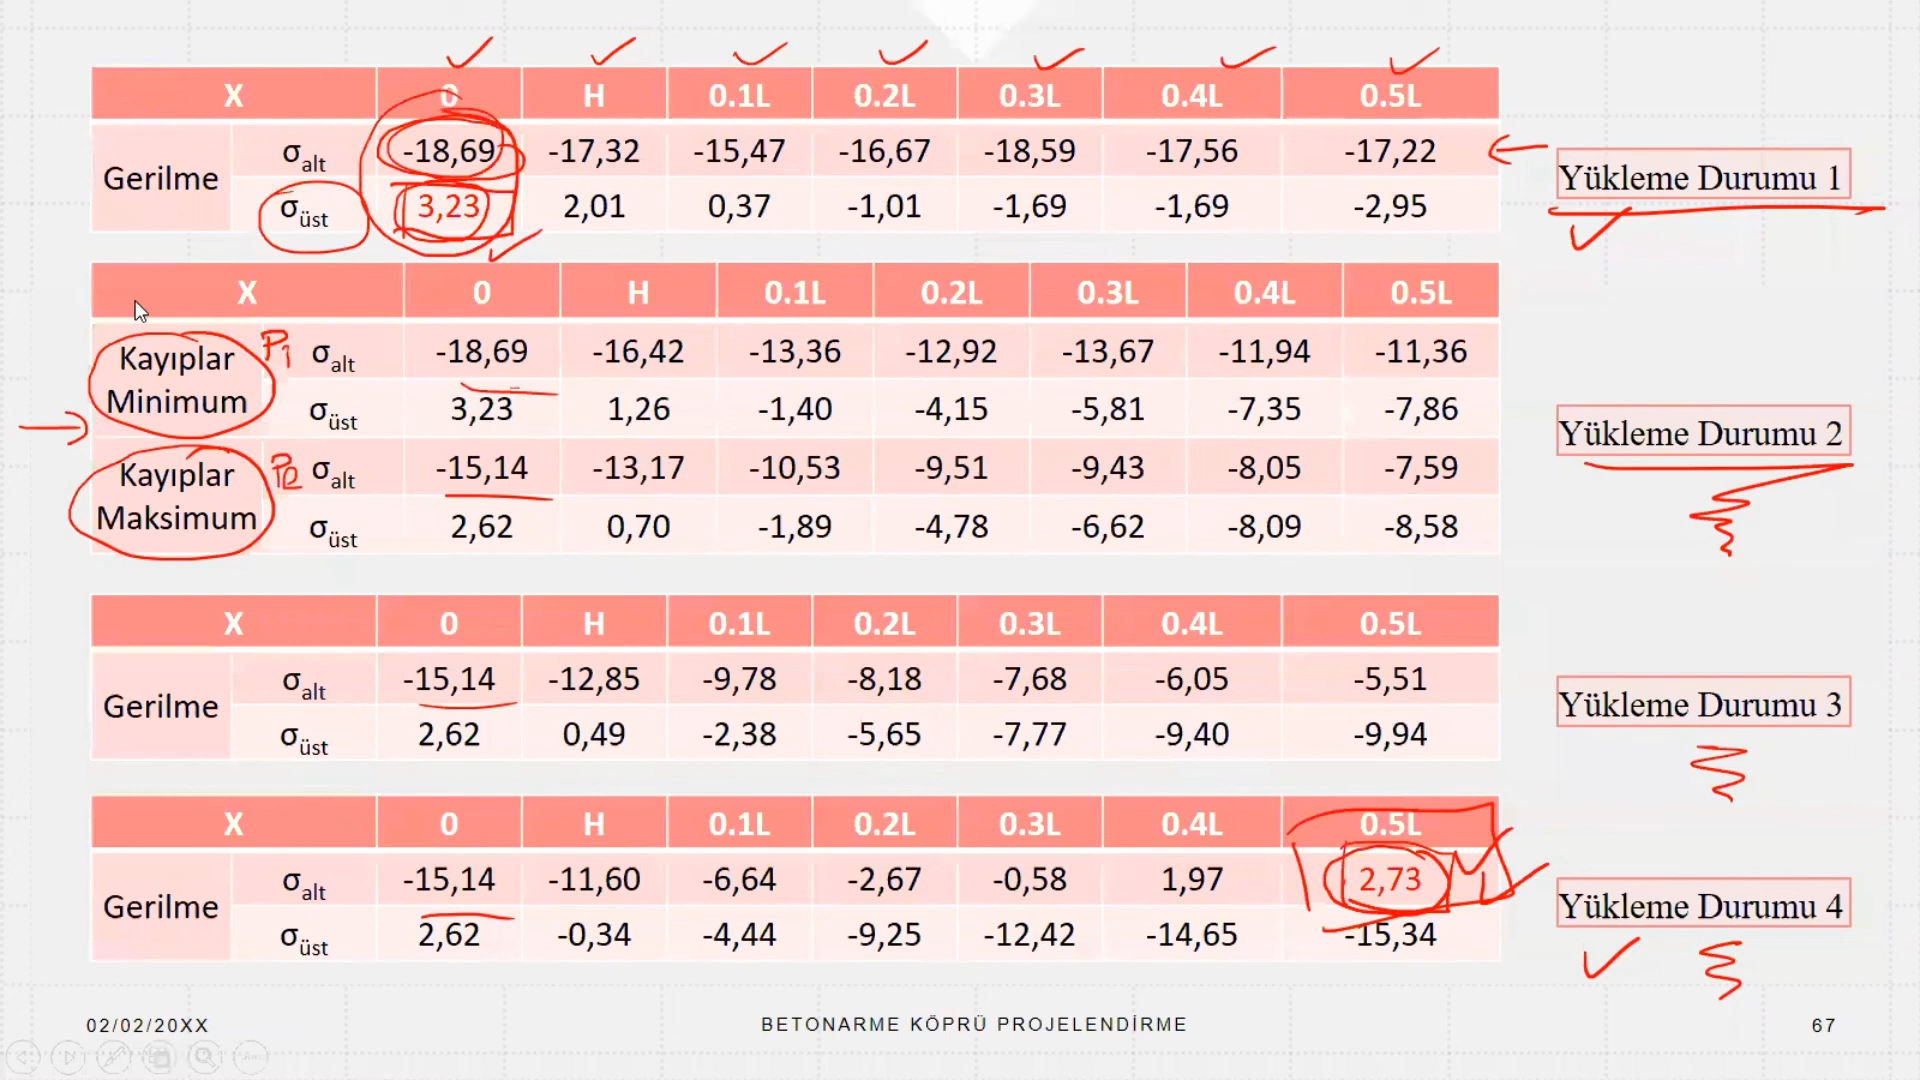 X 0 H 0.1L 0.2L 0.3L 0.4L 0.5L
Gerilme σalt -18,69 -17,32 -15,47 -16,67 -18,59 -17,56 -17,22
σüst 3,23 2,01 0,37 -1,01 -1,69 -1,69 -2,95
Yükleme Durumu 1
X 0 H 0.1L 0.2L 0.3L 0.4L 0.5L
Kayıplar Minimum P1 σalt -18,69 -16,42 -13,36 -12,92 -13,67 -11,94 -11,36
σüst 3,23 1,26 -1,40 -4,15 -5,81 -7,35 -7,86
Kayıplar Maksimum P2 σalt -15,14 -13,17 -10,53 -9,51 -9,43 -8,05 -7,59
σüst 2,62 0,70 -1,89 -4,78 -6,62 -8,09 -8,58
Yükleme Durumu 2
X 0 H 0.1L 0.2L 0.3L 0.4L 0.5L
Gerilme σalt -15,14 -12,85 -9,78 -8,18 -7,68 -6,05 -5,51
σüst 2,62 0,49 -2,38 -5,65 -7,77 -9,40 -9,94
Yükleme Durumu 3
X 0 H 0.1L 0.2L 0.3L 0.4L 0.5L
Gerilme σalt -15,14 -11,60 -6,64 -2,67 -0,58 1,97 2,73
σüst 2,62 -0,34 -4,44 -9,25 -12,42 -14,65 -15,34
Yükleme Durumu 4
02/02/20XX
BETONARME KÖPRÜ PROJELENDİRME
67